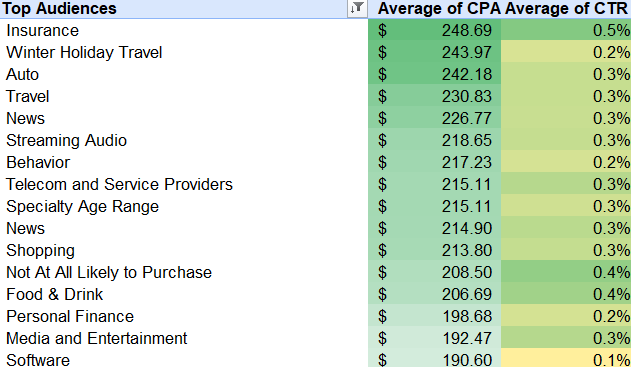 Top Audiences Average of CPA Average of CTR
Insurance $ 248.69 0.5%
Winter Holiday Travel $ 243.97 0.2%
Auto $ 242.18 0.3%
Travel $ 230.83 0.3%
News $ 226.77 0.3%
Streaming Audio $ 218.65 0.3%
Behavior $ 217.23 0.2%
Telecom and Service Providers $ 215.11 0.3%
Specialty Age Range $ 215.11 0.3%
News $ 214.90 0.3%
Shopping $ 213.80 0.3%
Not At All Likely to Purchase $ 208.50 0.4%
Food & Drink $ 206.69 0.4%
Personal Finance $ 198.68 0.2%
Media and Entertainment $ 192.47 0.3%
Software $ 190.60 0.1%